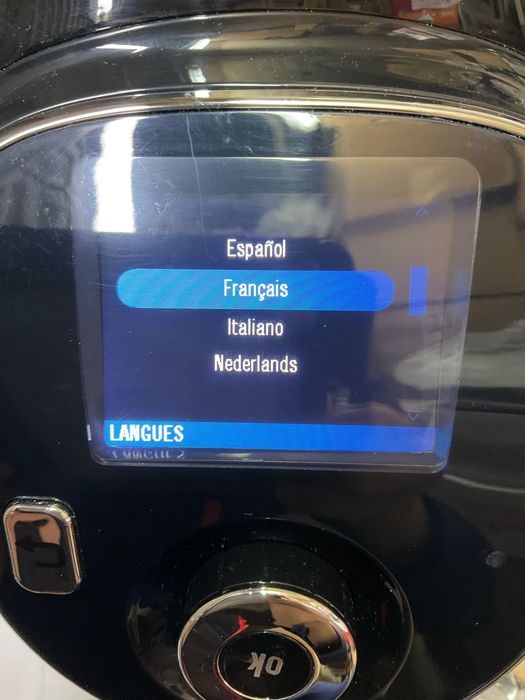 Español
Français
Italiano
Nederlands
LANGUES
ok